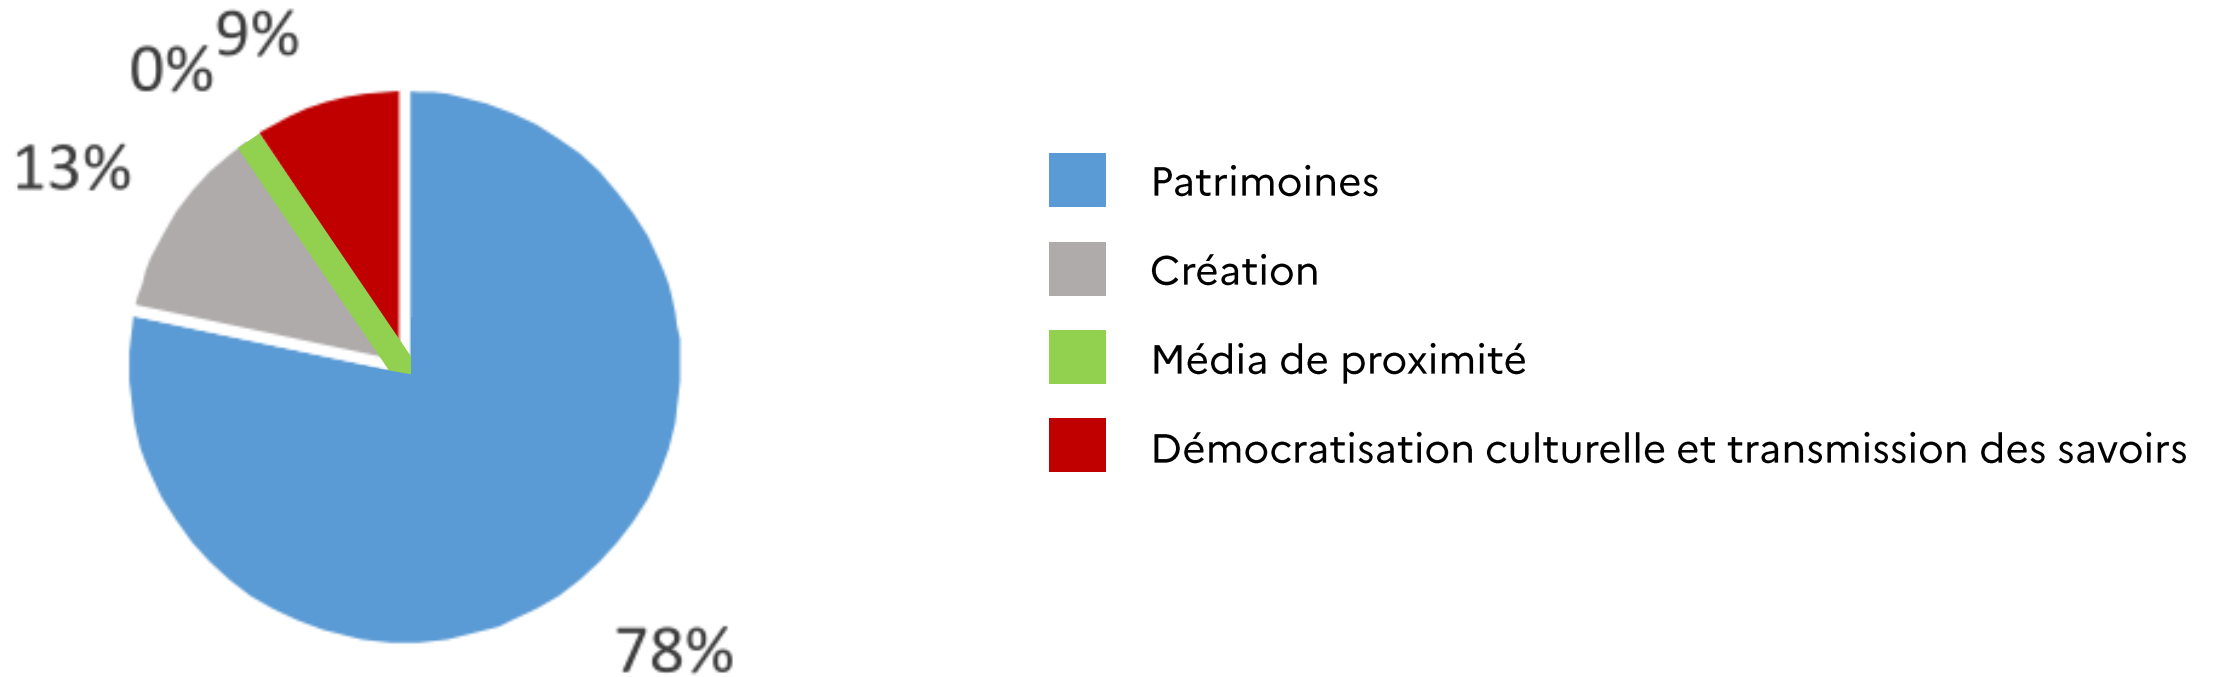 9%
0%
13%
78%
Patrimoines
Création
Média de proximité
Démocratisation culturelle et transmission des savoirs